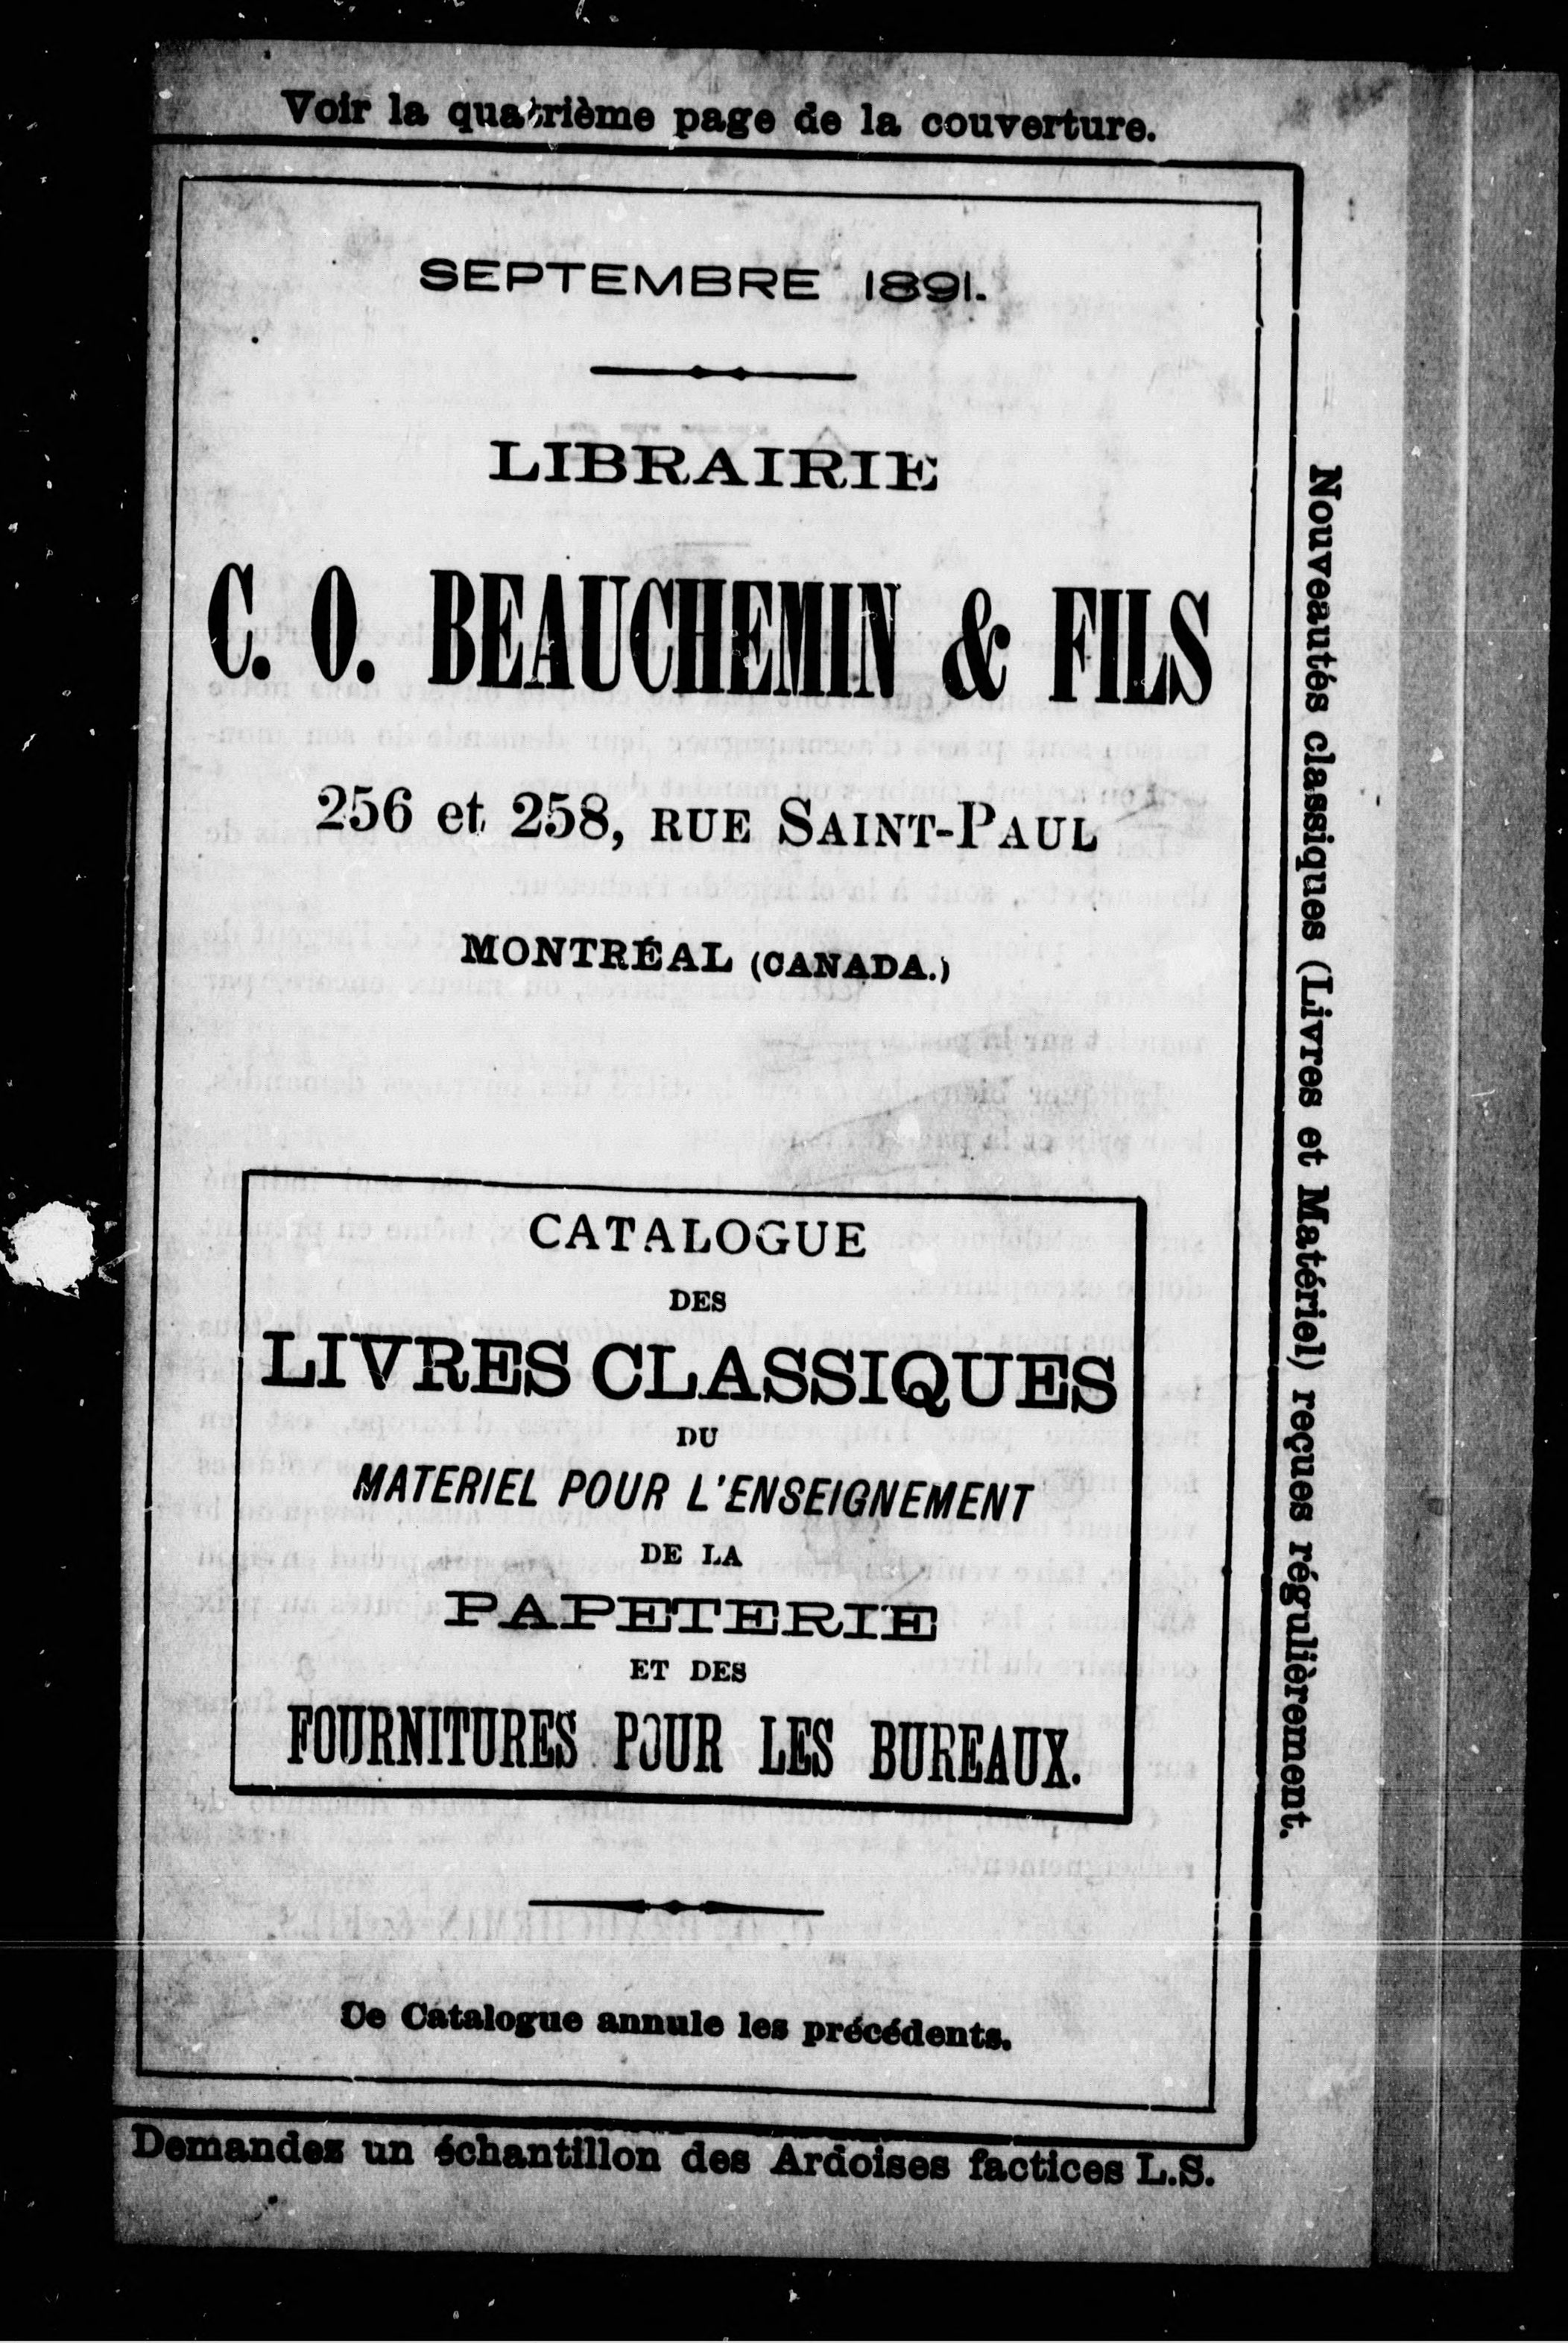 Voir la quatrième page de la couverture.
SEPTEMBRE 1891.
LIBRAIRIE
C. O. BEAUCHEMIN & FILS
256 et 258, RUE SAINT-PAUL
MONTRÉAL (CANADA.)
CATALOGUE
DES
LIVRES CLASSIQUES
DU
MATERIEL POUR L'ENSEIGNEMENT
DE LA
PAPETERIE
ET DES
FOURNITURES POUR LES BUREAUX.
Ce Catalogue annule les précédents.
Demandez un échantillon des Ardoises factices L.S.
Nouveautés classiques (Livres et Matériel) reçues régulièrement.